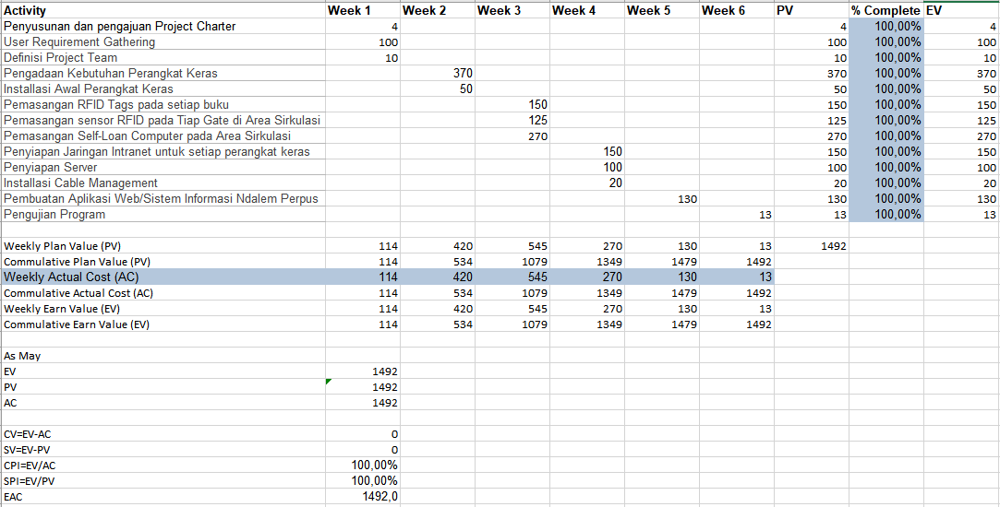 Activity Week 1 Week 2 Week 3 Week 4 Week 5 Week 6 PV % Complete EV
Penyusunan dan pengajuan Project Charter 4 4 100,00% 4
User Requirement Gathering 100 100 100,00% 100
Definisi Project Team 10 10 100,00% 10
Pengadaan Kebutuhan Perangkat Keras 370 370 100,00% 370
Installasi Awal Perangkat Keras 50 50 100,00% 50
Pemasangan RFID Tags pada setiap buku 150 150 100,00% 150
Pemasangan sensor RFID pada Tiap Gate di Area Sirkulasi 125 125 100,00% 125
Pemasangan Self-Loan Computer pada Area Sirkulasi 270 270 100,00% 270
Penyiapan Jaringan Intranet untuk setiap perangkat keras 150 150 100,00% 150
Penyiapan Server 100 100 100,00% 100
Installasi Cable Management 20 20 100,00% 20
Pembuatan Aplikasi Web/Sistem Informasi Ndalem Perpus 130 130 100,00% 130
Pengujian Program 13 13 100,00% 13
Weekly Plan Value (PV) 114 420 545 270 130 13 1492
Commulative Plan Value (PV) 114 534 1079 1349 1479 1492
Weekly Actual Cost (AC) 114 420 545 270 130 13
Commulative Actual Cost (AC) 114 534 1079 1349 1479 1492
Weekly Earn Value (EV) 114 420 545 270 130 13
Commulative Earn Value (EV) 114 534 1079 1349 1479 1492
As May
EV 1492
PV 1492
AC 1492
CV=EV-AC 0
SV=EV-PV 0
CPI=EV/AC 100,00%
SPI=EV/PV 100,00%
EAC 1492,0